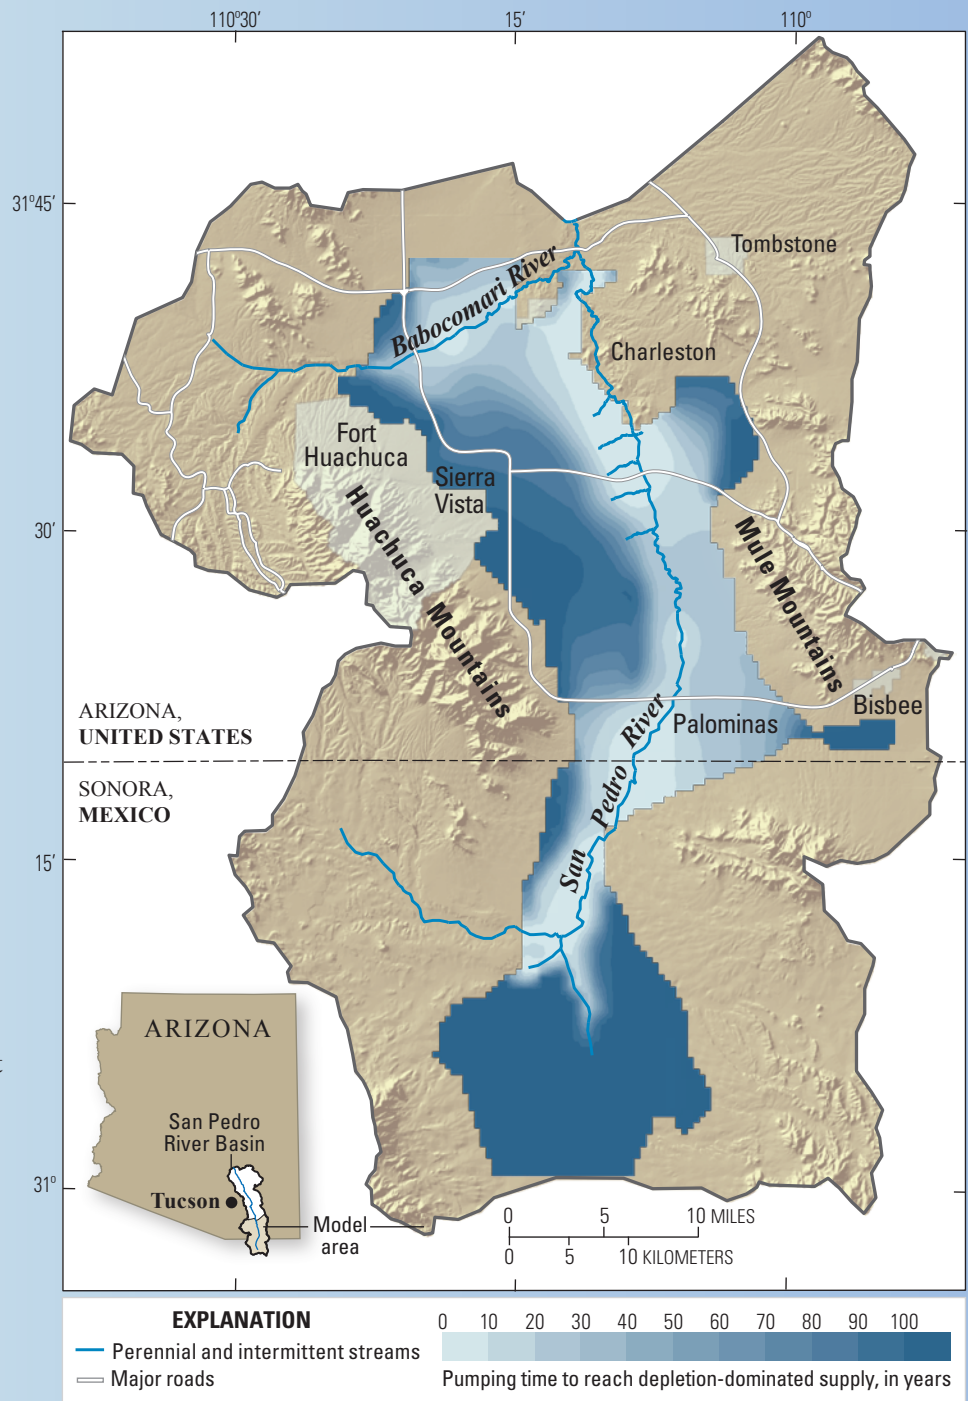 110°30′ 15′ 110°
31°45′
Tombstone
Babocomari River
Charleston
Fort
Huachuca
Sierra
Vista
30′
Huachuca Mountains
Mule Mountains
ARIZONA,
UNITED STATES
Bisbee
Palominas
San Pedro River
SONORA,
MEXICO
15′
ARIZONA
San Pedro
River Basin
Tucson
Model
area
31°
0 5 10 MILES
0 5 10 KILOMETERS
EXPLANATION
Perennial and intermittent streams
Major roads
0 10 20 30 40 50 60 70 80 90 100
Pumping time to reach depletion-dominated supply, in years